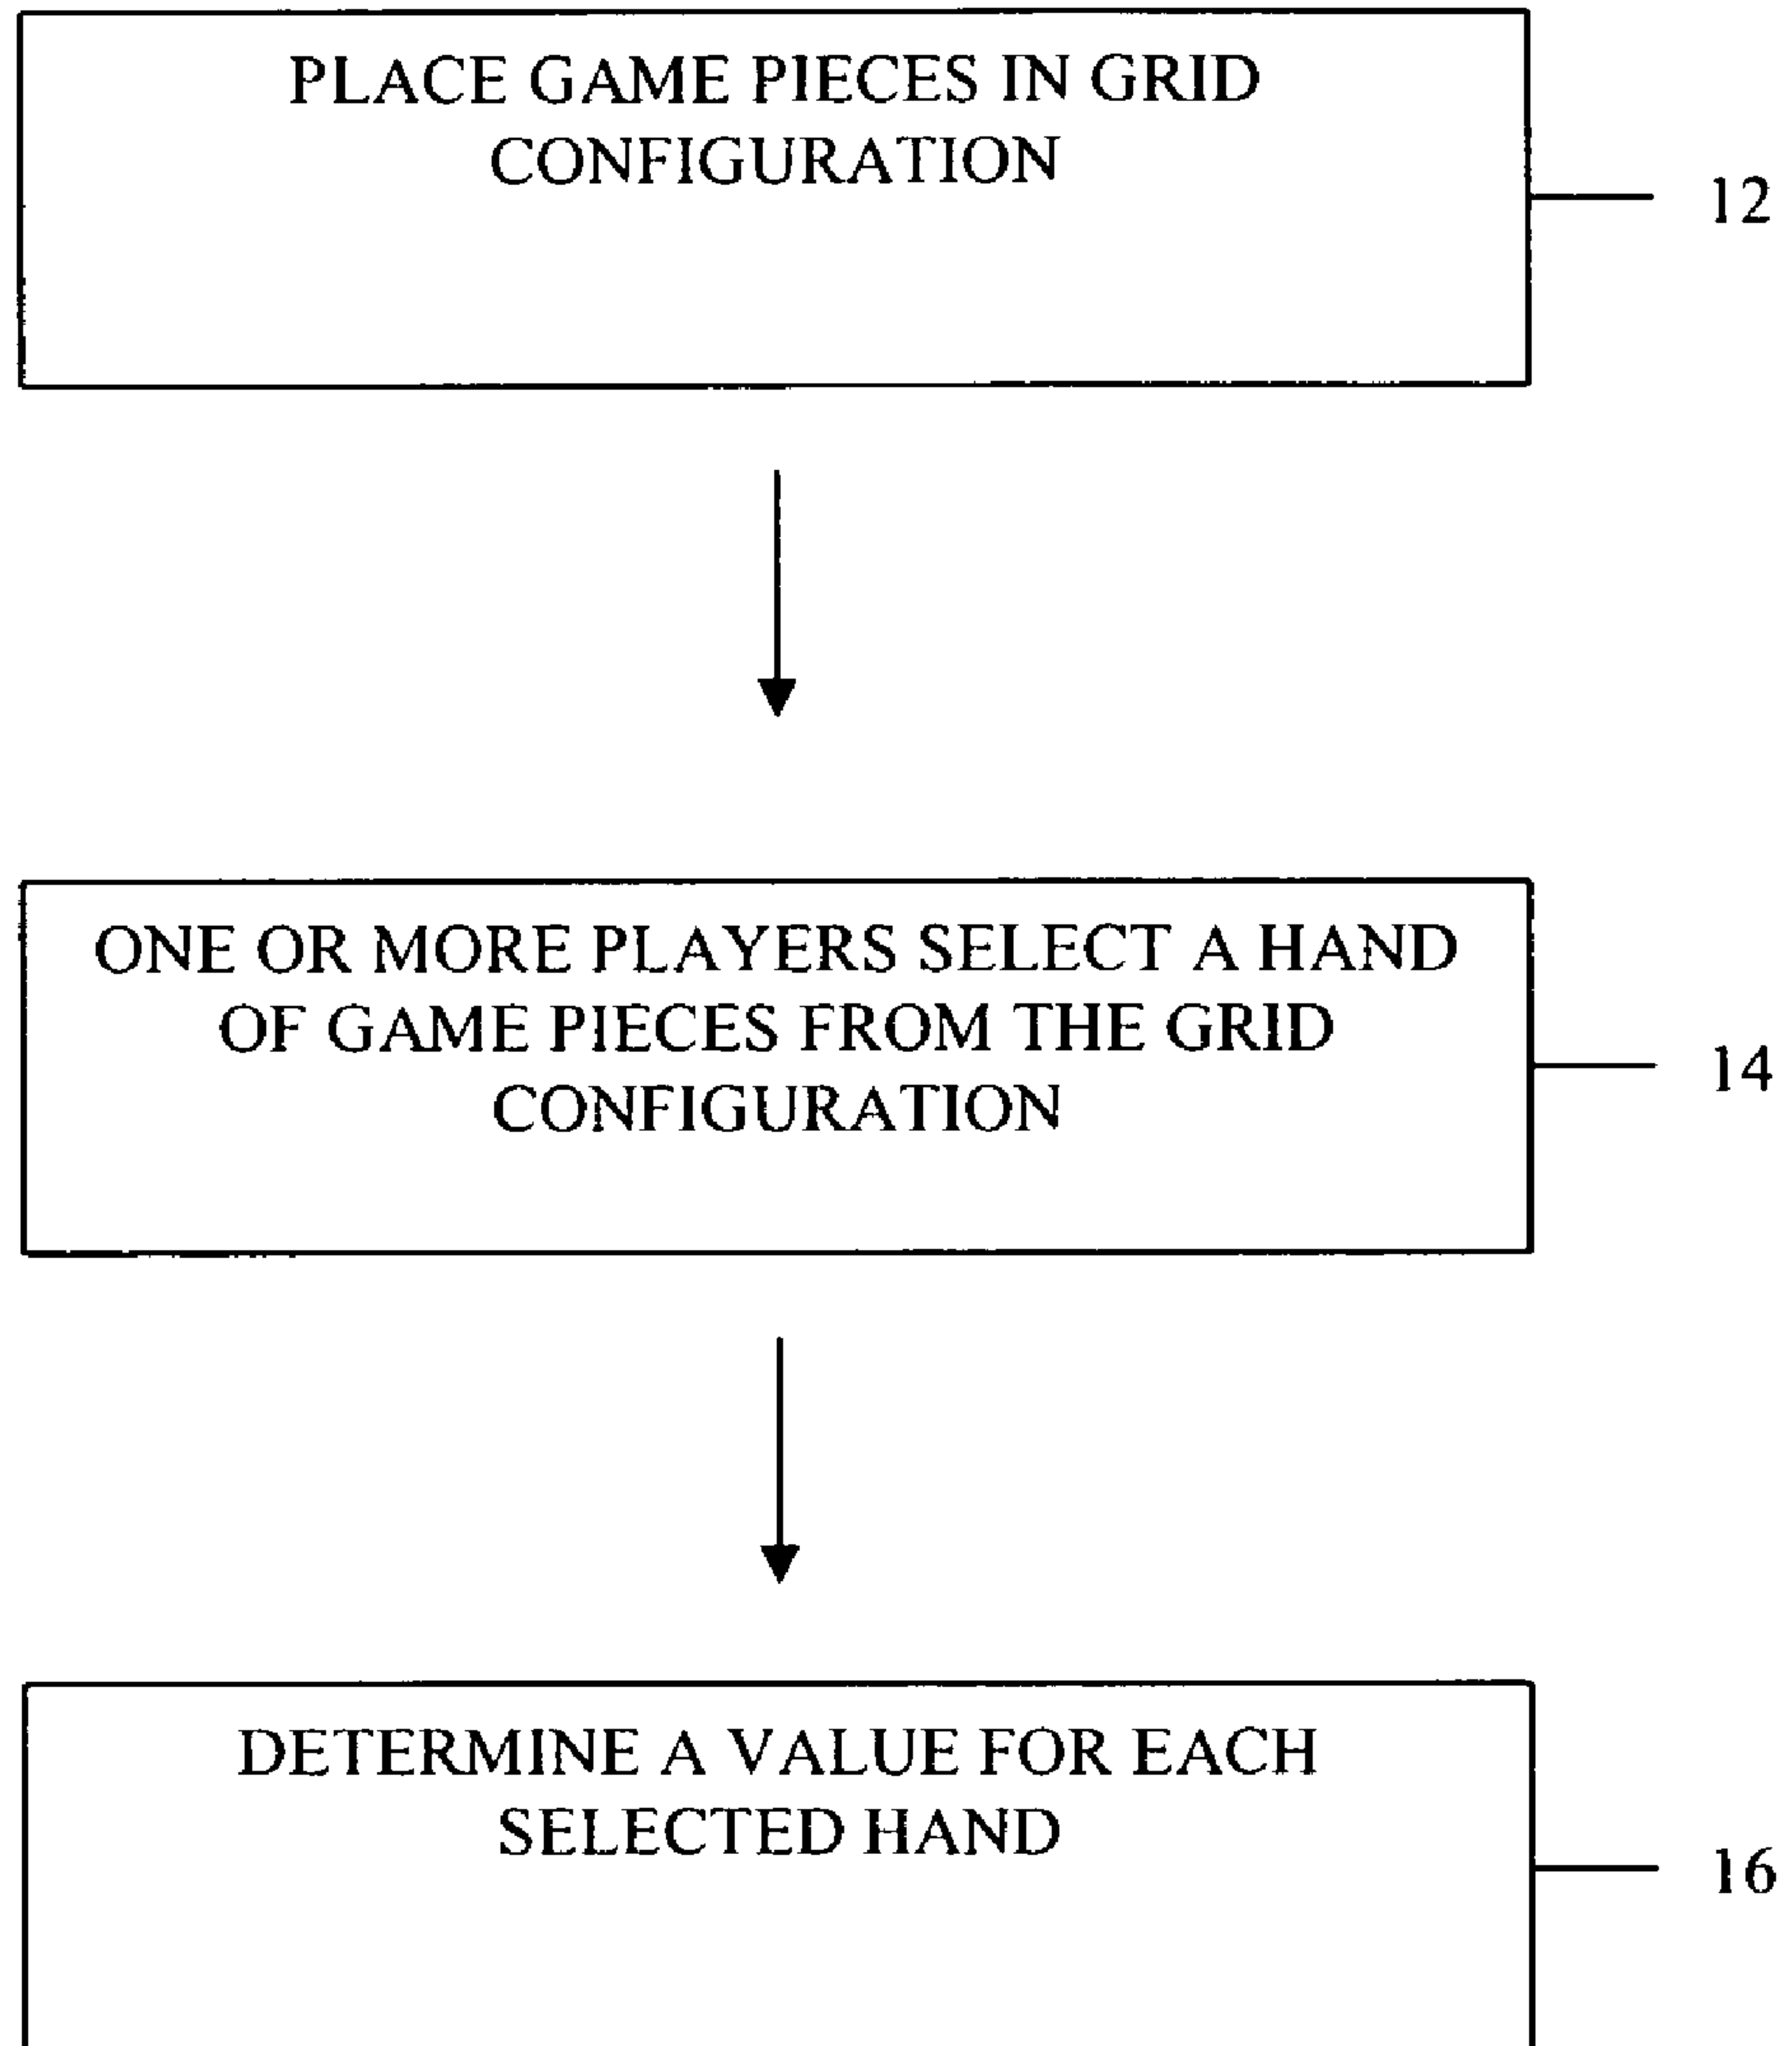 PLACE GAME PIECES IN GRID
CONFIGURATION
12
ONE OR MORE PLAYERS SELECT A HAND
OF GAME PIECES FROM THE GRID
CONFIGURATION
14
DETERMINE A VALUE FOR EACH
SELECTED HAND
16